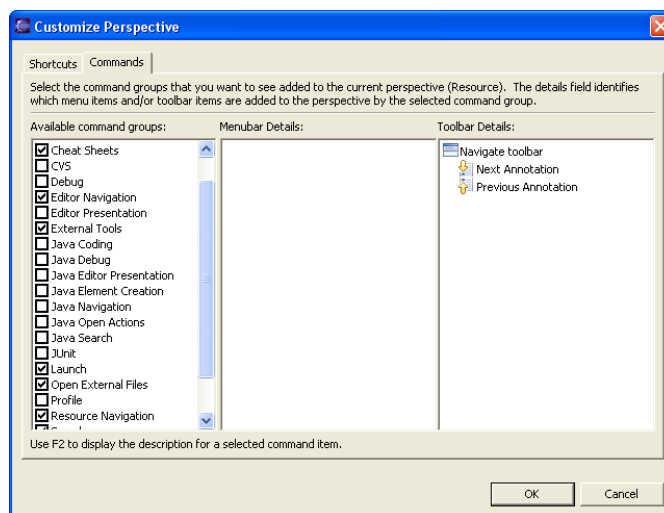 Customize Perspective
Shortcuts
Commands
Select the command groups that you want to see added to the current perspective (Resource). The details field identifies
which menu items and/or toolbar items are added to the perspective by the selected command group.
Available command groups:
Menubar Details:
Toolbar Details:
Cheat Sheets
CVS
Debug
Editor Navigation
Editor Presentation
External Tools
Java Coding
Java Debug
Java Editor Presentation
Java Element Creation
Java Navigation
Java Open Actions
Java Search
JUnit
Launch
Open External Files
Profile
Resource Navigation
Navigate toolbar
Next Annotation
Previous Annotation
Use F2 to display the description for a selected command item.
OK
Cancel